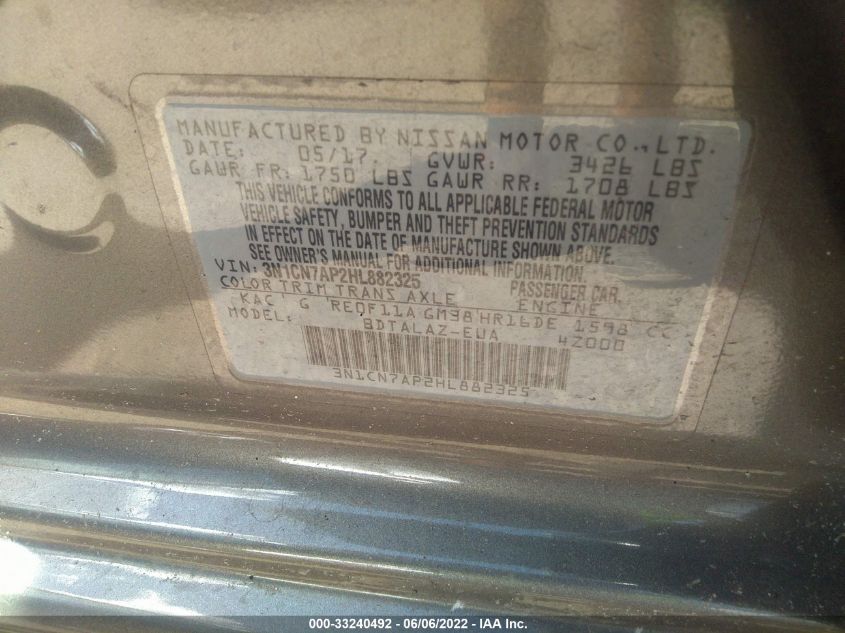 MANUFACTURED BY NISSAN MOTOR CO., LTD.
DATE: 05/17 GVWR: 3426 LBS
GAWR FR: 1750 LBS GAWR RR: 1708 LBS
THIS VEHICLE CONFORMS TO ALL APPLICABLE FEDERAL MOTOR
VEHICLE SAFETY, BUMPER AND THEFT PREVENTION STANDARDS
IN EFFECT ON THE DATE OF MANUFACTURE SHOWN ABOVE.
SEE OWNER'S MANUAL FOR ADDITIONAL INFORMATION.
VIN: 3N1CN7AP2HL882325 PASSENGER CAR
COLOR TRIM TRANS AXLE ENGINE
KAC G RE0F11A GM38 HR16DE 1598 CC
MODEL: BDTALAZ-EUA 4Z000
3N1CN7AP2HL882325
000-33240492 - 06/06/2022 - IAA Inc.